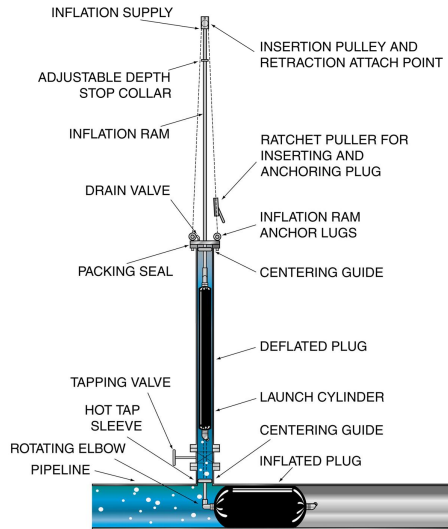 INFLATION SUPPLY
INSERTION PULLEY AND
RETRACTION ATTACH POINT
ADJUSTABLE DEPTH
STOP COLLAR
INFLATION RAM
RATCHET PULLER FOR
INSERTING AND
ANCHORING PLUG
DRAIN VALVE
INFLATION RAM
ANCHOR LUGS
PACKING SEAL
CENTERING GUIDE
DEFLATED PLUG
TAPPING VALVE
LAUNCH CYLINDER
HOT TAP
SLEEVE
CENTERING GUIDE
ROTATING ELBOW
INFLATED PLUG
PIPELINE